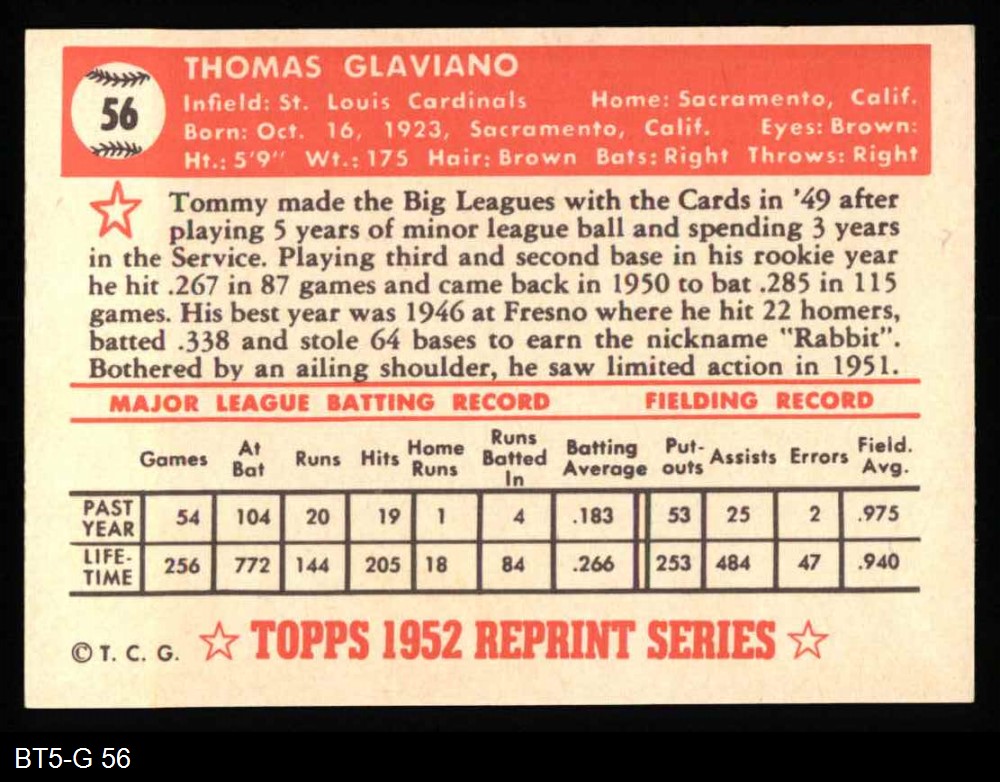 THOMAS GLAVIANO
56
Infield: St. Louis Cardinals Home: Sacramento, Calif.
Born: Oct. 16, 1923, Sacramento, Calif. Eyes: Brown:
Ht.: 5'9" Wt.: 175 Hair: Brown Bats: Right Throws: Right
Tommy made the Big Leagues with the Cards in '49 after
playing 5 years of minor league ball and spending 3 years
in the Service. Playing third and second base in his rookie year
he hit .267 in 87 games and came back in 1950 to bat .285 in 115
games. His best year was 1946 at Fresno where he hit 22 homers,
batted .338 and stole 64 bases to earn the nickname "Rabbit".
Bothered by an ailing shoulder, he saw limited action in 1951.
MAJOR LEAGUE BATTING RECORD FIELDING RECORD
Games At Bat Runs Hits Home Runs Runs Batted In Batting Average Put-outs Assists Errors Field. Avg.
PAST YEAR 54 104 20 19 1 4 .183 53 25 2 .975
LIFE-TIME 256 772 144 205 18 84 .266 253 484 47 .940
© T. C. G. TOPPS 1952 REPRINT SERIES
BT5-G 56